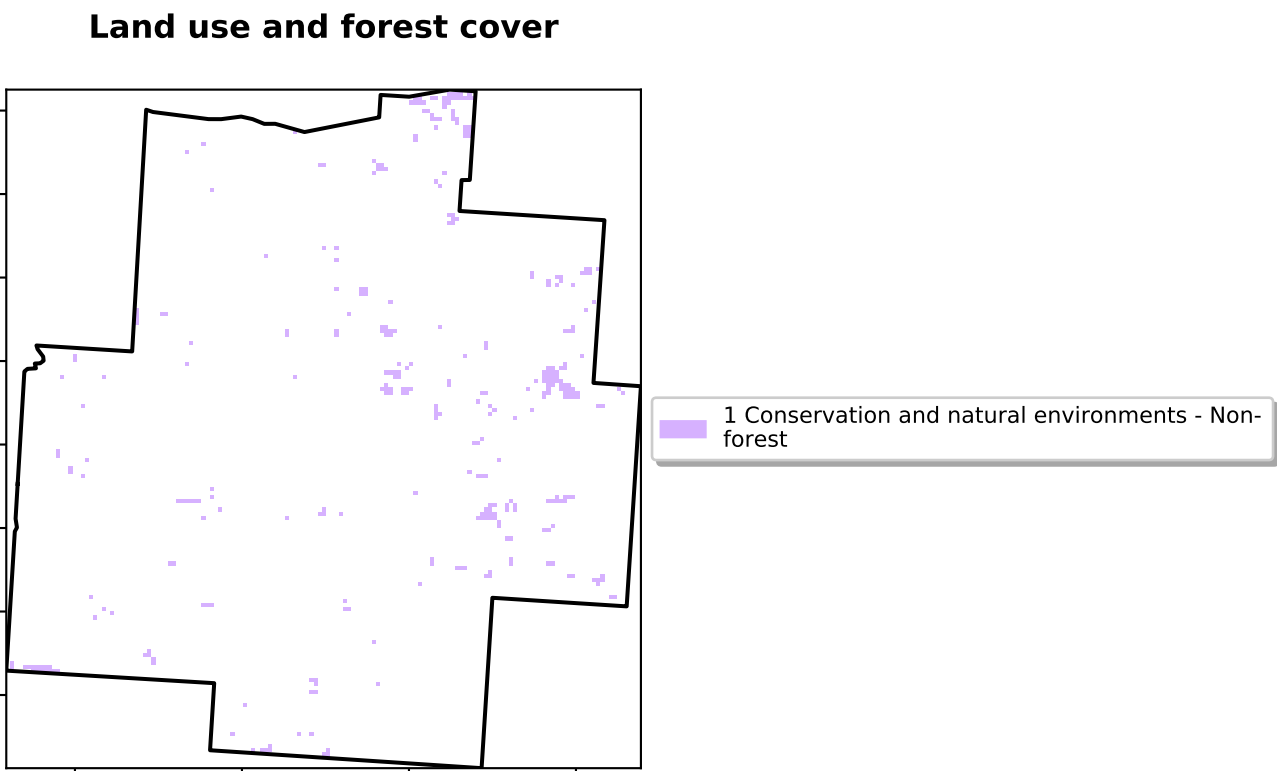 Land use and forest cover
1 Conservation and natural environments - Non-
forest